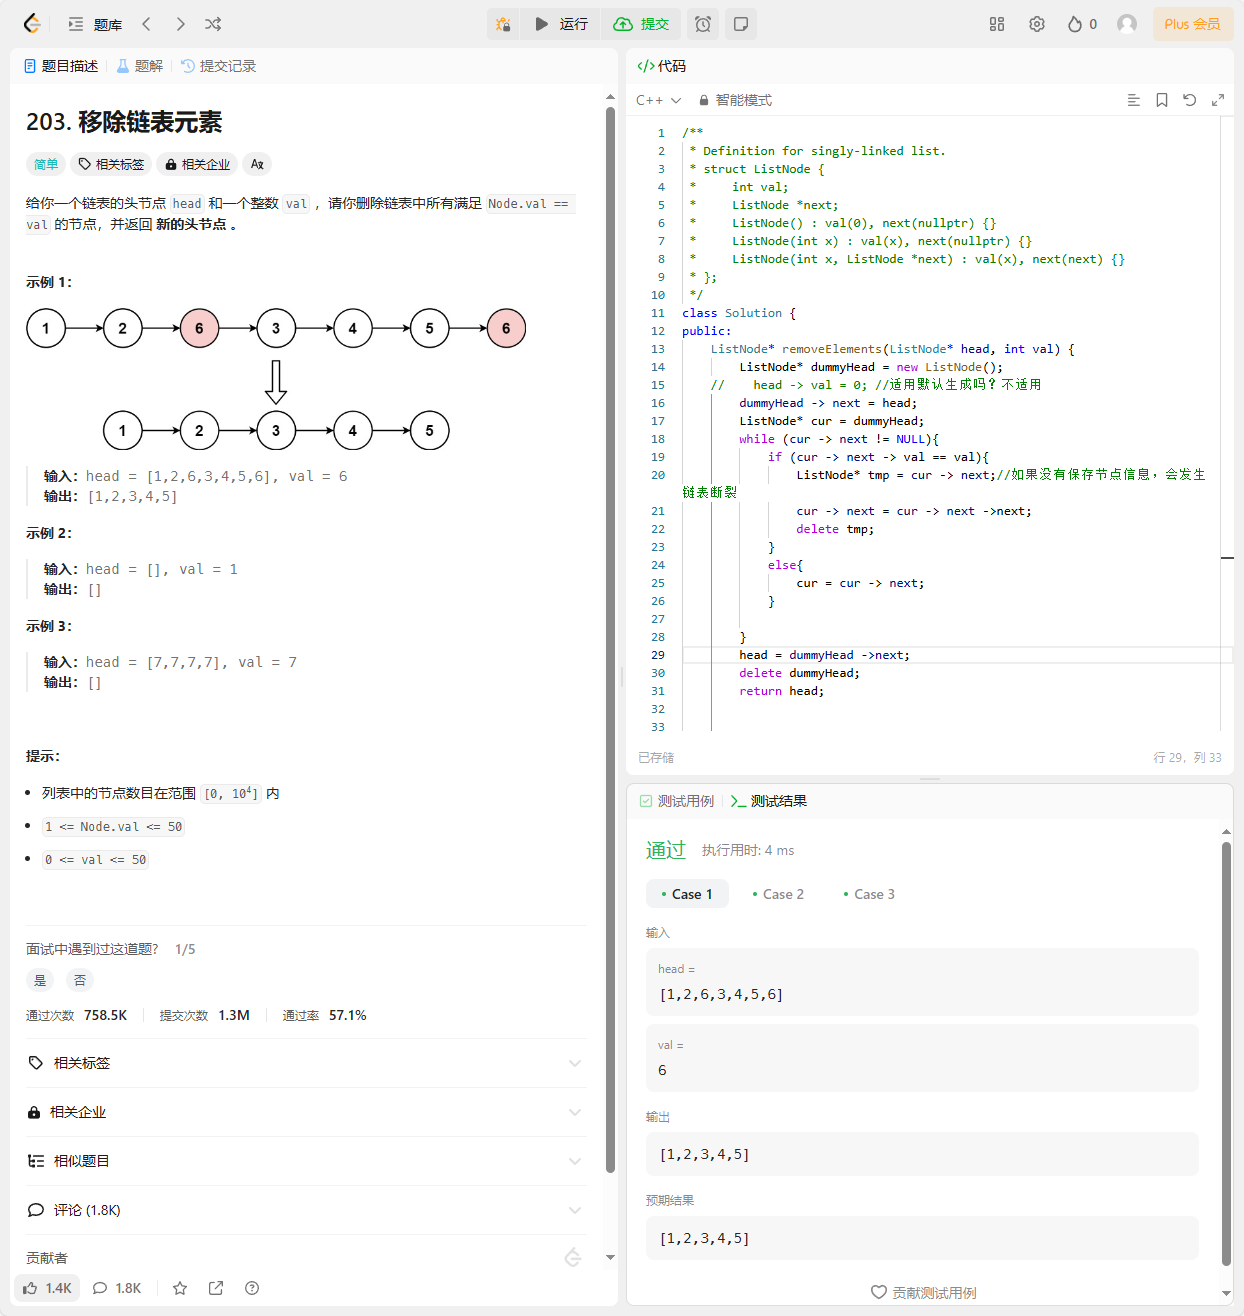 题库
运行
提交
0
Plus 会员
题目描述
题解
提交记录
203. 移除链表元素
简单
相关标签
相关企业
给你一个链表的头节点 head 和一个整数 val ，请你删除链表中所有满足 Node.val ==
val 的节点，并返回 新的头节点 。
示例 1：
1 2 6 3 4 5 6
1 2 3 4 5
输入：head = [1,2,6,3,4,5,6], val = 6
输出：[1,2,3,4,5]
示例 2：
输入：head = [], val = 1
输出：[]
示例 3：
输入：head = [7,7,7,7], val = 7
输出：[]
提示：
列表中的节点数目在范围 [0, 10⁴] 内
1 <= Node.val <= 50
0 <= val <= 50
面试中遇到过这道题? 1/5
是 否
通过次数 758.5K 提交次数 1.3M 通过率 57.1%
相关标签
相关企业
相似题目
评论 (1.8K)
贡献者
1.4K 1.8K
</> 代码
C++ 智能模式
1 /**
2 * Definition for singly-linked list.
3 * struct ListNode {
4 *     int val;
5 *     ListNode *next;
6 *     ListNode() : val(0), next(nullptr) {}
7 *     ListNode(int x) : val(x), next(nullptr) {}
8 *     ListNode(int x, ListNode *next) : val(x), next(next) {}
9 * };
10 */
11 class Solution {
12 public:
13     ListNode* removeElements(ListNode* head, int val) {
14         ListNode* dummyHead = new ListNode();
15     //    head -> val = 0; //适用默认生成吗？不适用
16         dummyHead -> next = head;
17         ListNode* cur = dummyHead;
18         while (cur -> next != NULL){
19             if (cur -> next -> val == val){
20                 ListNode* tmp = cur -> next;//如果没有保存节点信息，会发生
链表断裂
21                 cur -> next = cur -> next ->next;
22                 delete tmp;
23             }
24             else{
25                 cur = cur -> next;
26             }
27
28         }
29         head = dummyHead ->next;
30         delete dummyHead;
31         return head;
32
33
已存储
行 29，列 33
测试用例
测试结果
通过 执行用时: 4 ms
Case 1 Case 2 Case 3
输入
head =
[1,2,6,3,4,5,6]
val =
6
输出
[1,2,3,4,5]
预期结果
[1,2,3,4,5]
贡献测试用例